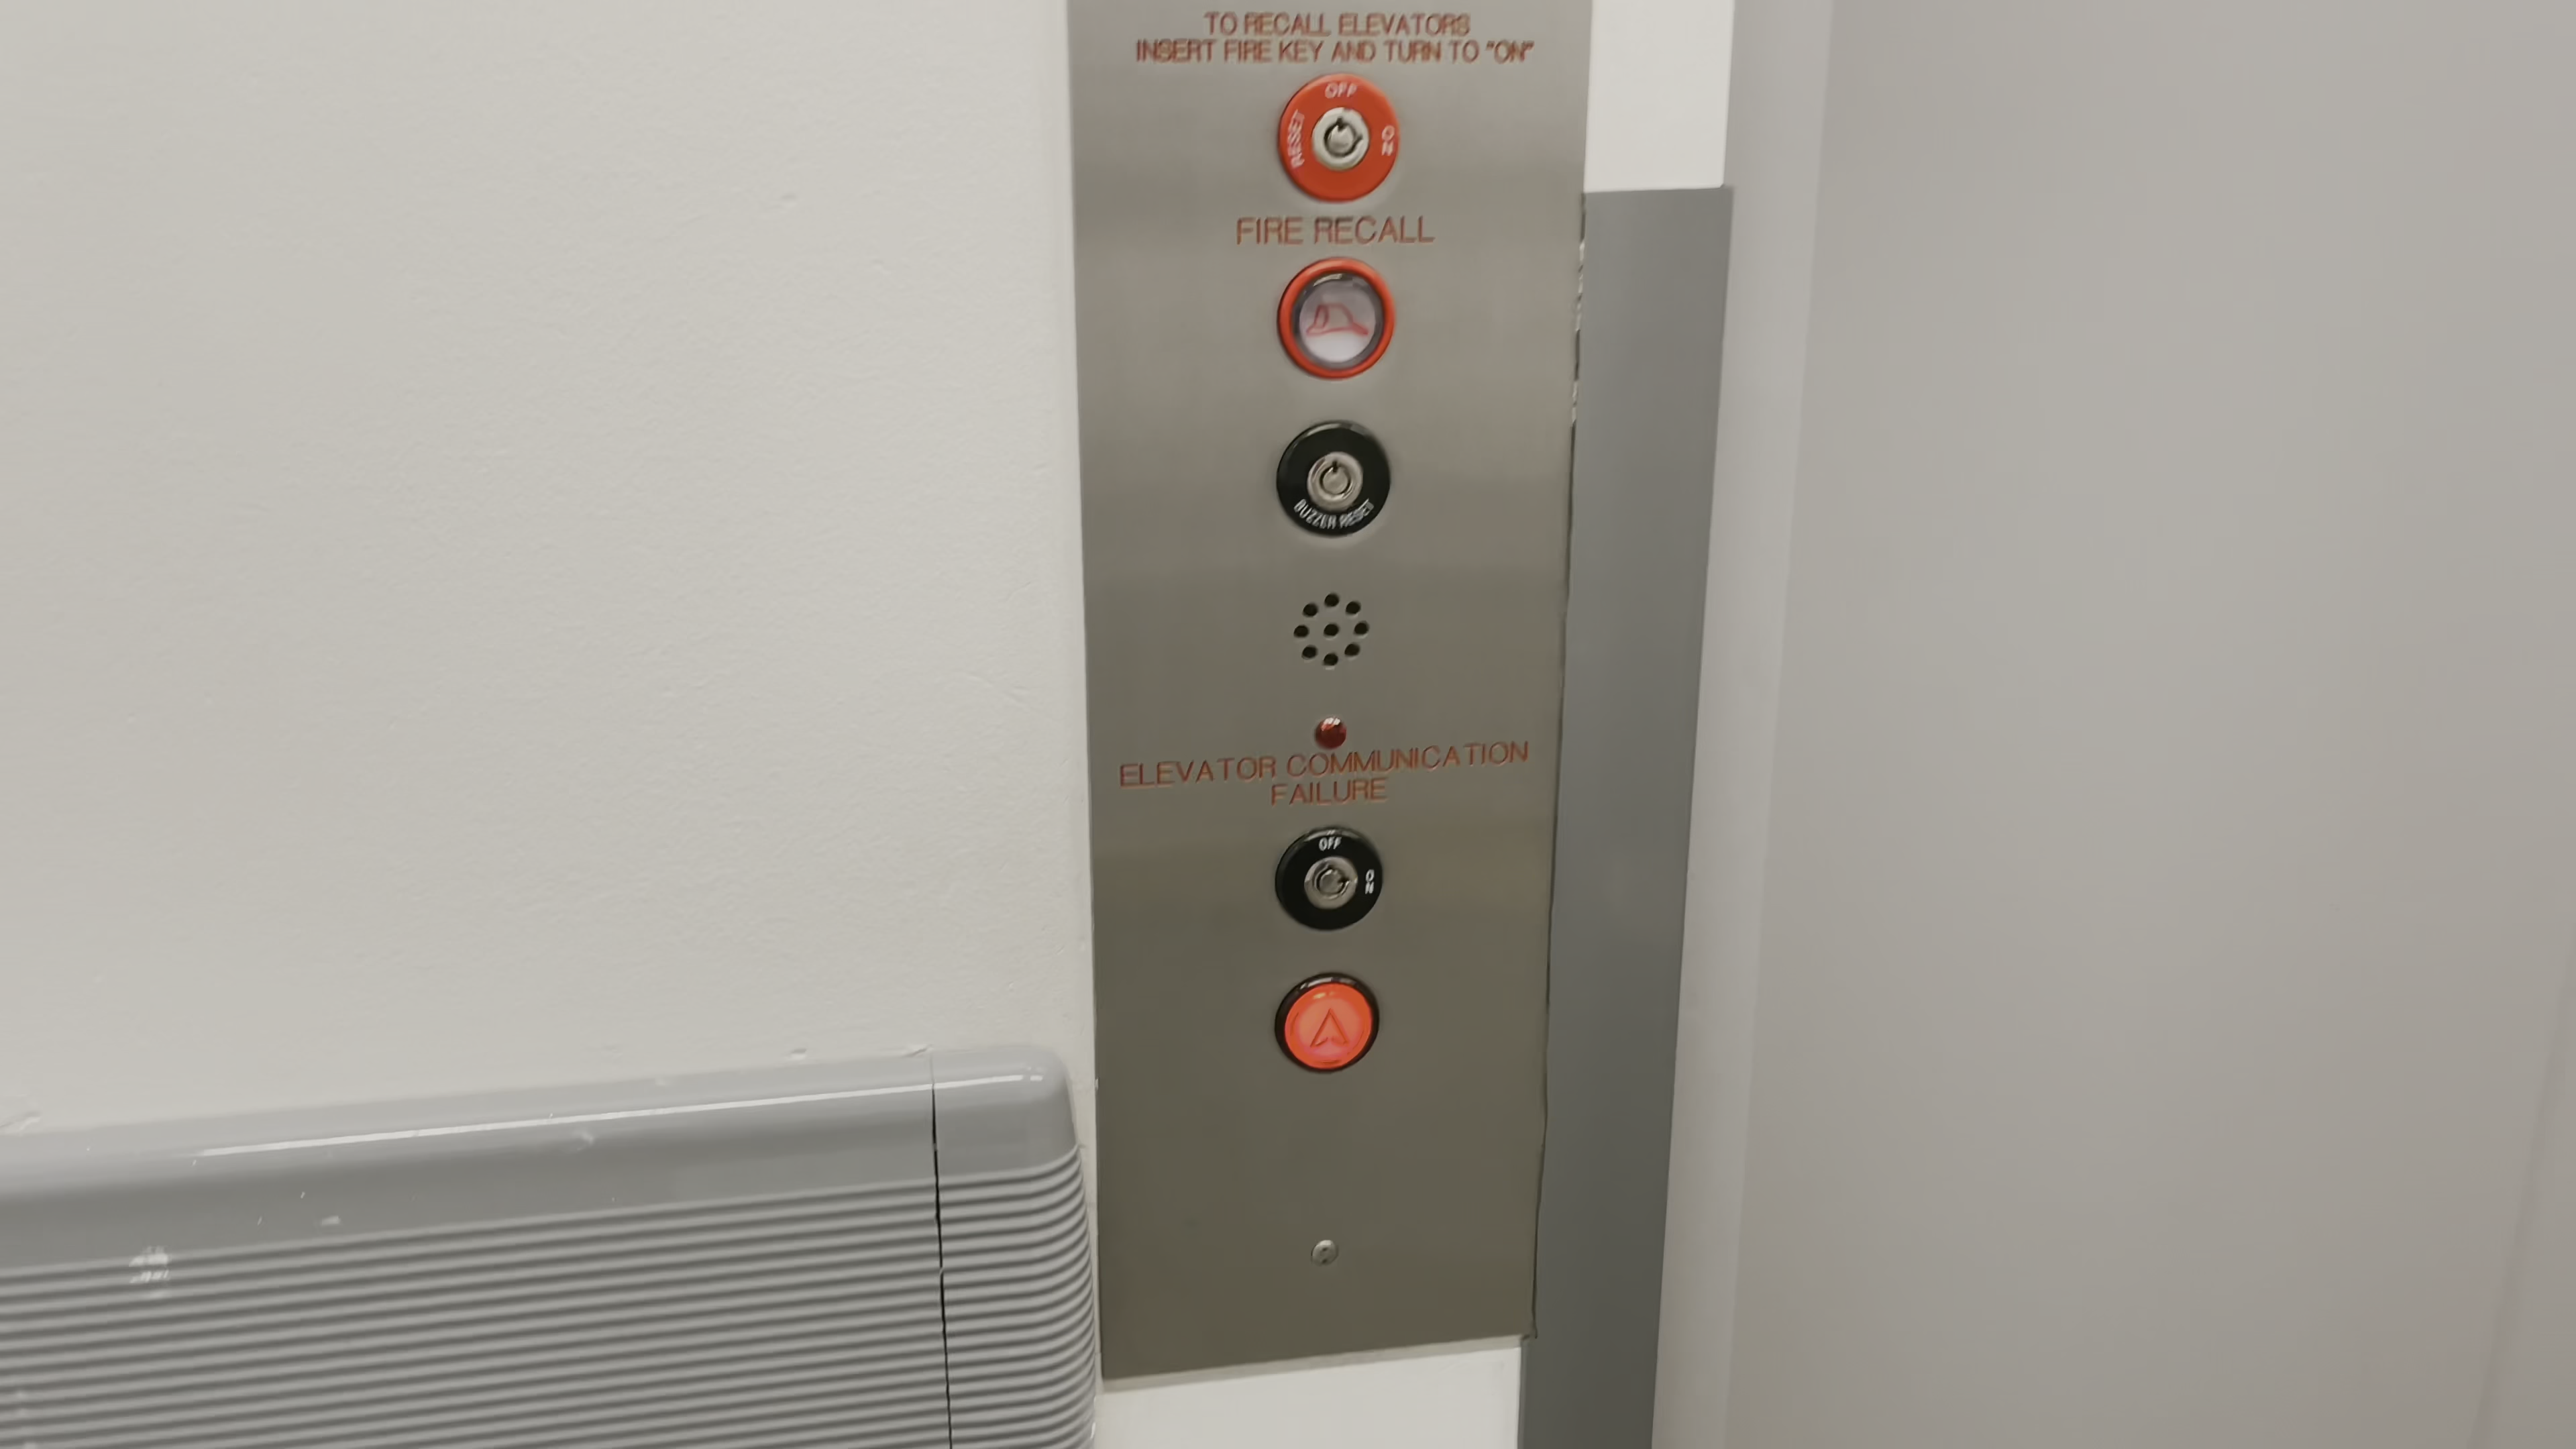 TO RECALL ELEVATORS
INSERT FIRE KEY AND TURN TO "ON"
OFF
RESET
ON
FIRE RECALL
BUZZER RESET
ELEVATOR COMMUNICATION
FAILURE
OFF
ON